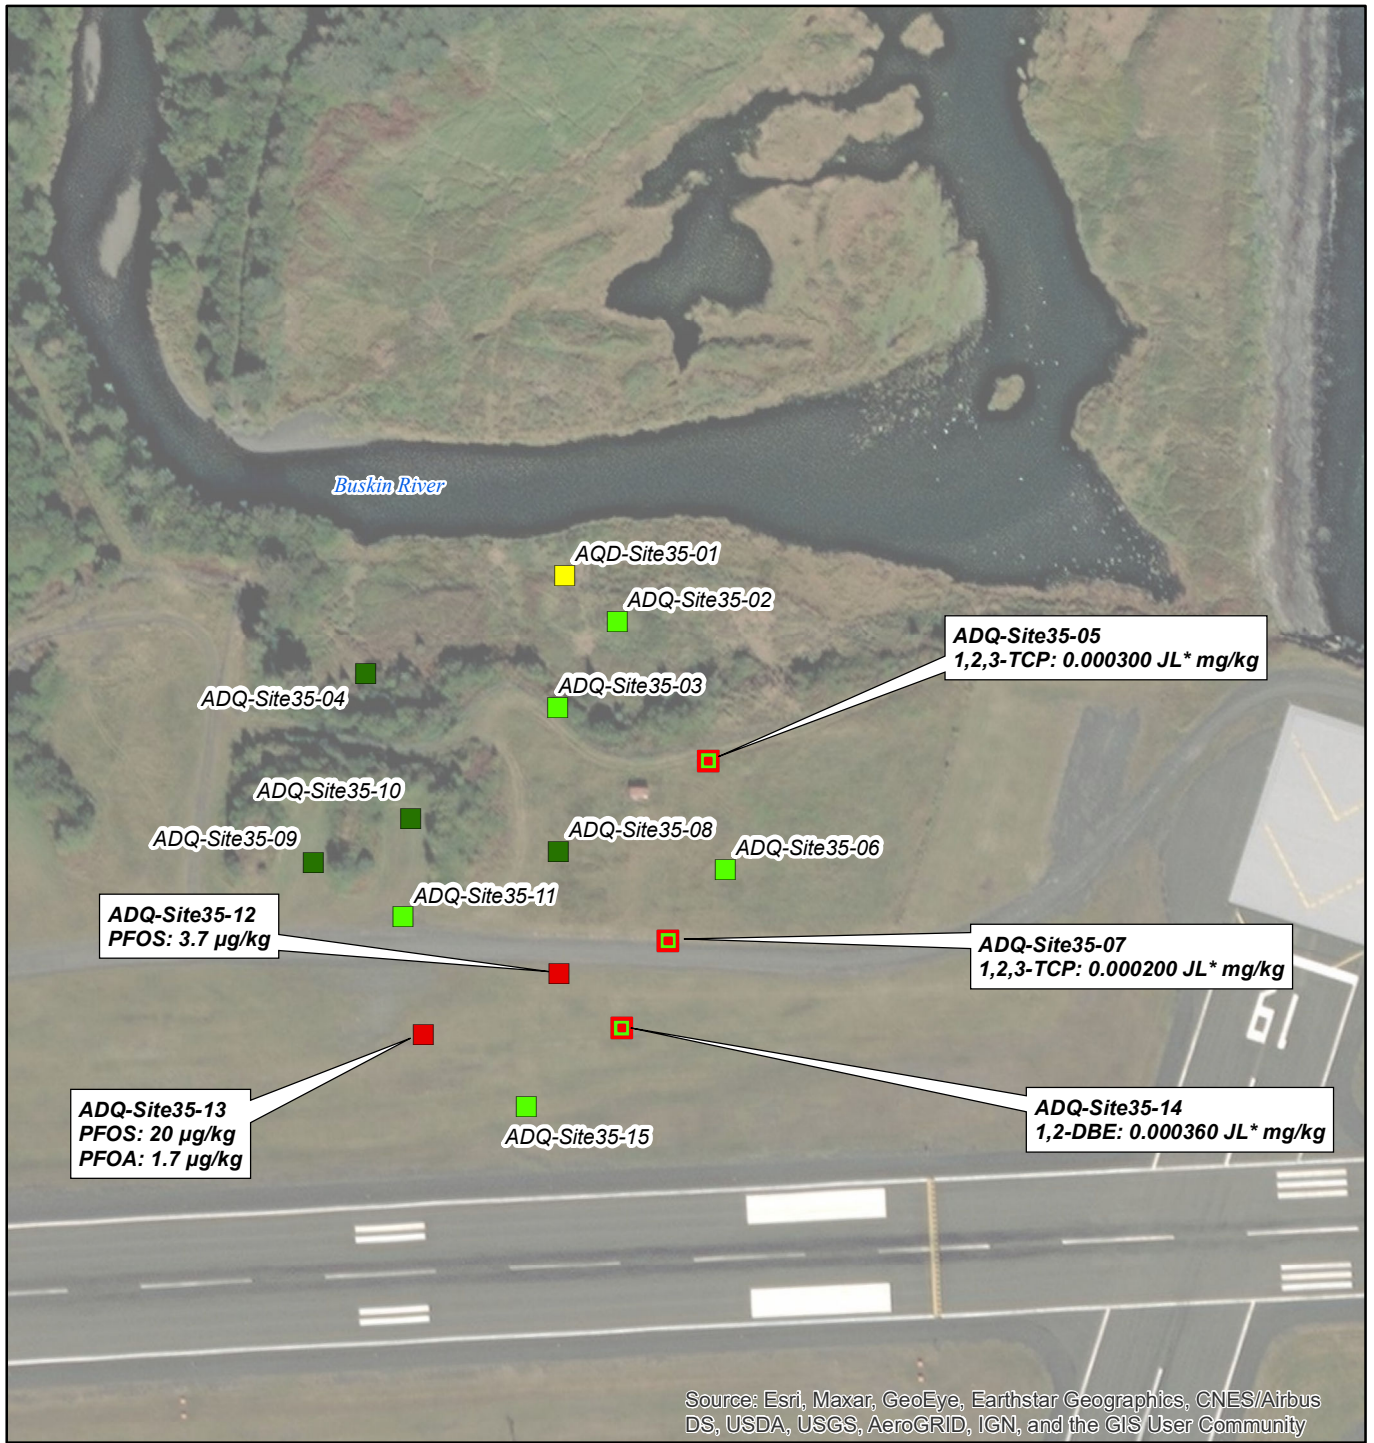 Buskin River
AQD-Site35-01
ADQ-Site35-02
ADQ-Site35-05
1,2,3-TCP: 0.000300 JL* mg/kg
ADQ-Site35-03
ADQ-Site35-04
ADQ-Site35-10
ADQ-Site35-09
ADQ-Site35-08
ADQ-Site35-06
ADQ-Site35-11
ADQ-Site35-12
PFOS: 3.7 µg/kg
ADQ-Site35-07
1,2,3-TCP: 0.000200 JL* mg/kg
19
ADQ-Site35-13
PFOS: 20 µg/kg
PFOA: 1.7 µg/kg
ADQ-Site35-14
1,2-DBE: 0.000360 JL* mg/kg
ADQ-Site35-15
Source: Esri, Maxar, GeoEye, Earthstar Geographics, CNES/Airbus
DS, USDA, USGS, AeroGRID, IGN, and the GIS User Community